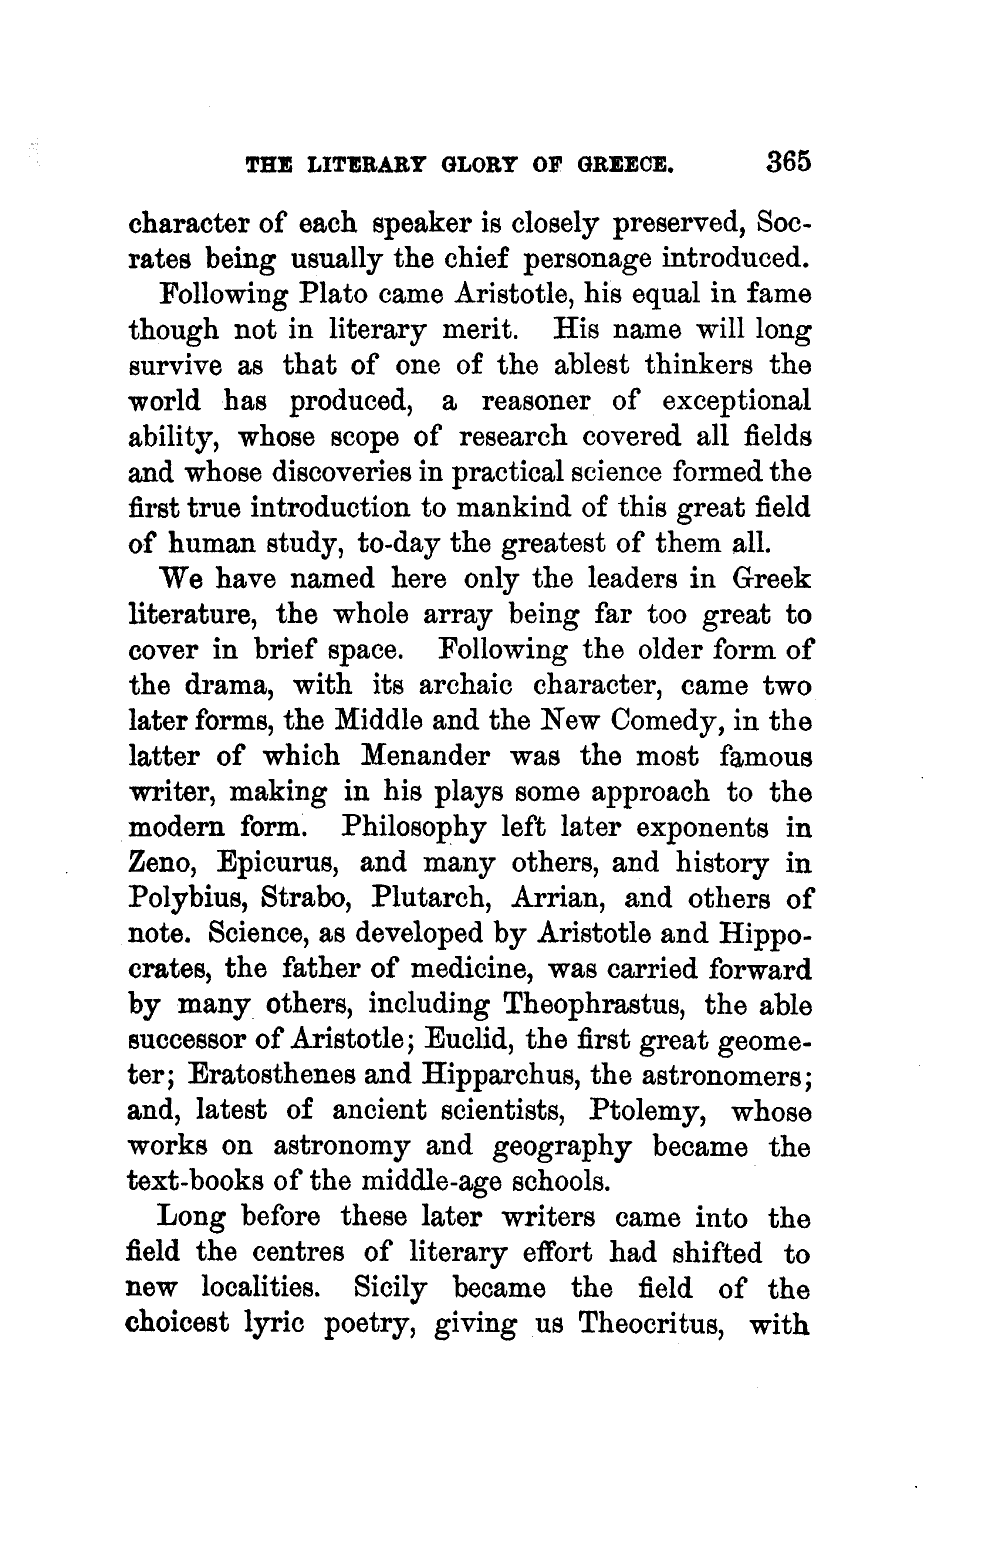 THE LITERARY GLORY OF GREECE. 365
character of each speaker is closely preserved, Soc-
rates being usually the chief personage introduced.
Following Plato came Aristotle, his equal in fame
though not in literary merit. His name will long
survive as that of one of the ablest thinkers the
world has produced, a reasoner of exceptional
ability, whose scope of research covered all fields
and whose discoveries in practical science formed the
first true introduction to mankind of this great field
of human study, to-day the greatest of them all.
We have named here only the leaders in Greek
literature, the whole array being far too great to
cover in brief space. Following the older form of
the drama, with its archaic character, came two
later forms, the Middle and the New Comedy, in the
latter of which Menander was the most famous
writer, making in his plays some approach to the
modern form. Philosophy left later exponents in
Zeno, Epicurus, and many others, and history in
Polybius, Strabo, Plutarch, Arrian, and others of
note. Science, as developed by Aristotle and Hippo-
crates, the father of medicine, was carried forward
by many others, including Theophrastus, the able
successor of Aristotle; Euclid, the first great geome-
ter; Eratosthenes and Hipparchus, the astronomers;
and, latest of ancient scientists, Ptolemy, whose
works on astronomy and geography became the
text-books of the middle-age schools.
Long before these later writers came into the
field the centres of literary effort had shifted to
new localities. Sicily became the field of the
choicest lyric poetry, giving us Theocritus, with